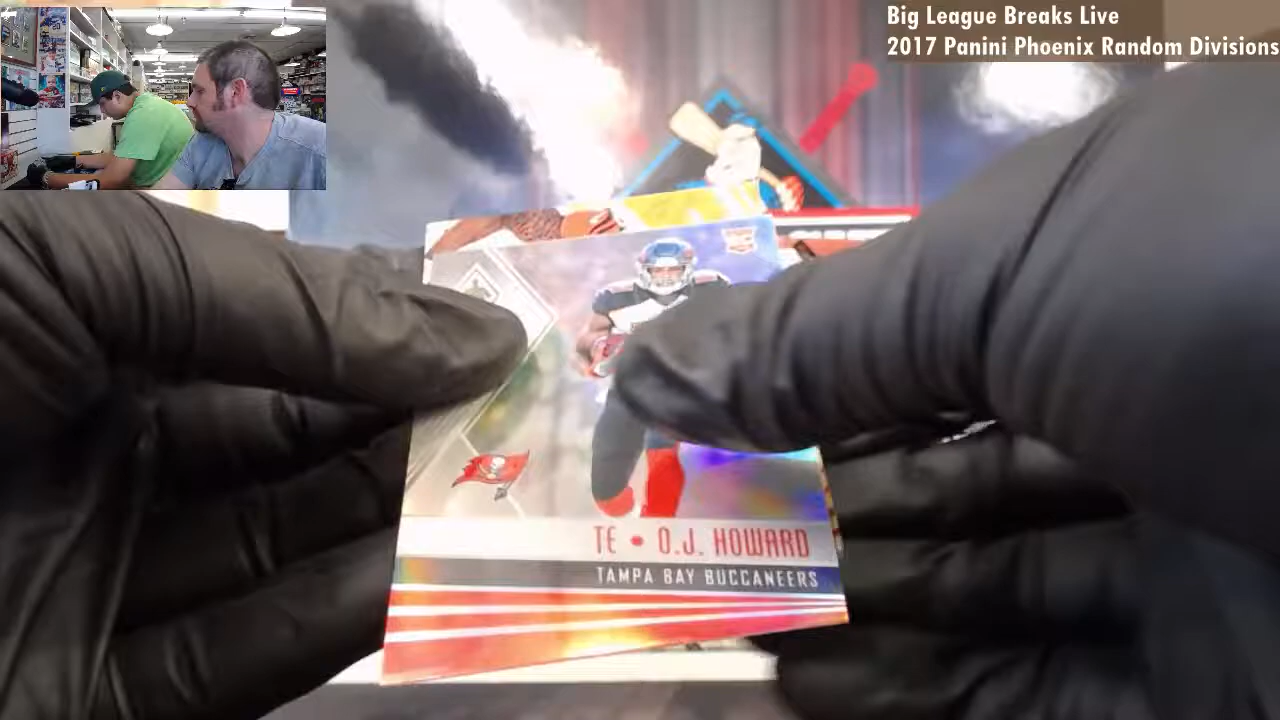 Big League Breaks Live
2017 Panini Phoenix Random Divisions
TE • O.J. HOWARD
TAMPA BAY BUCCANEERS